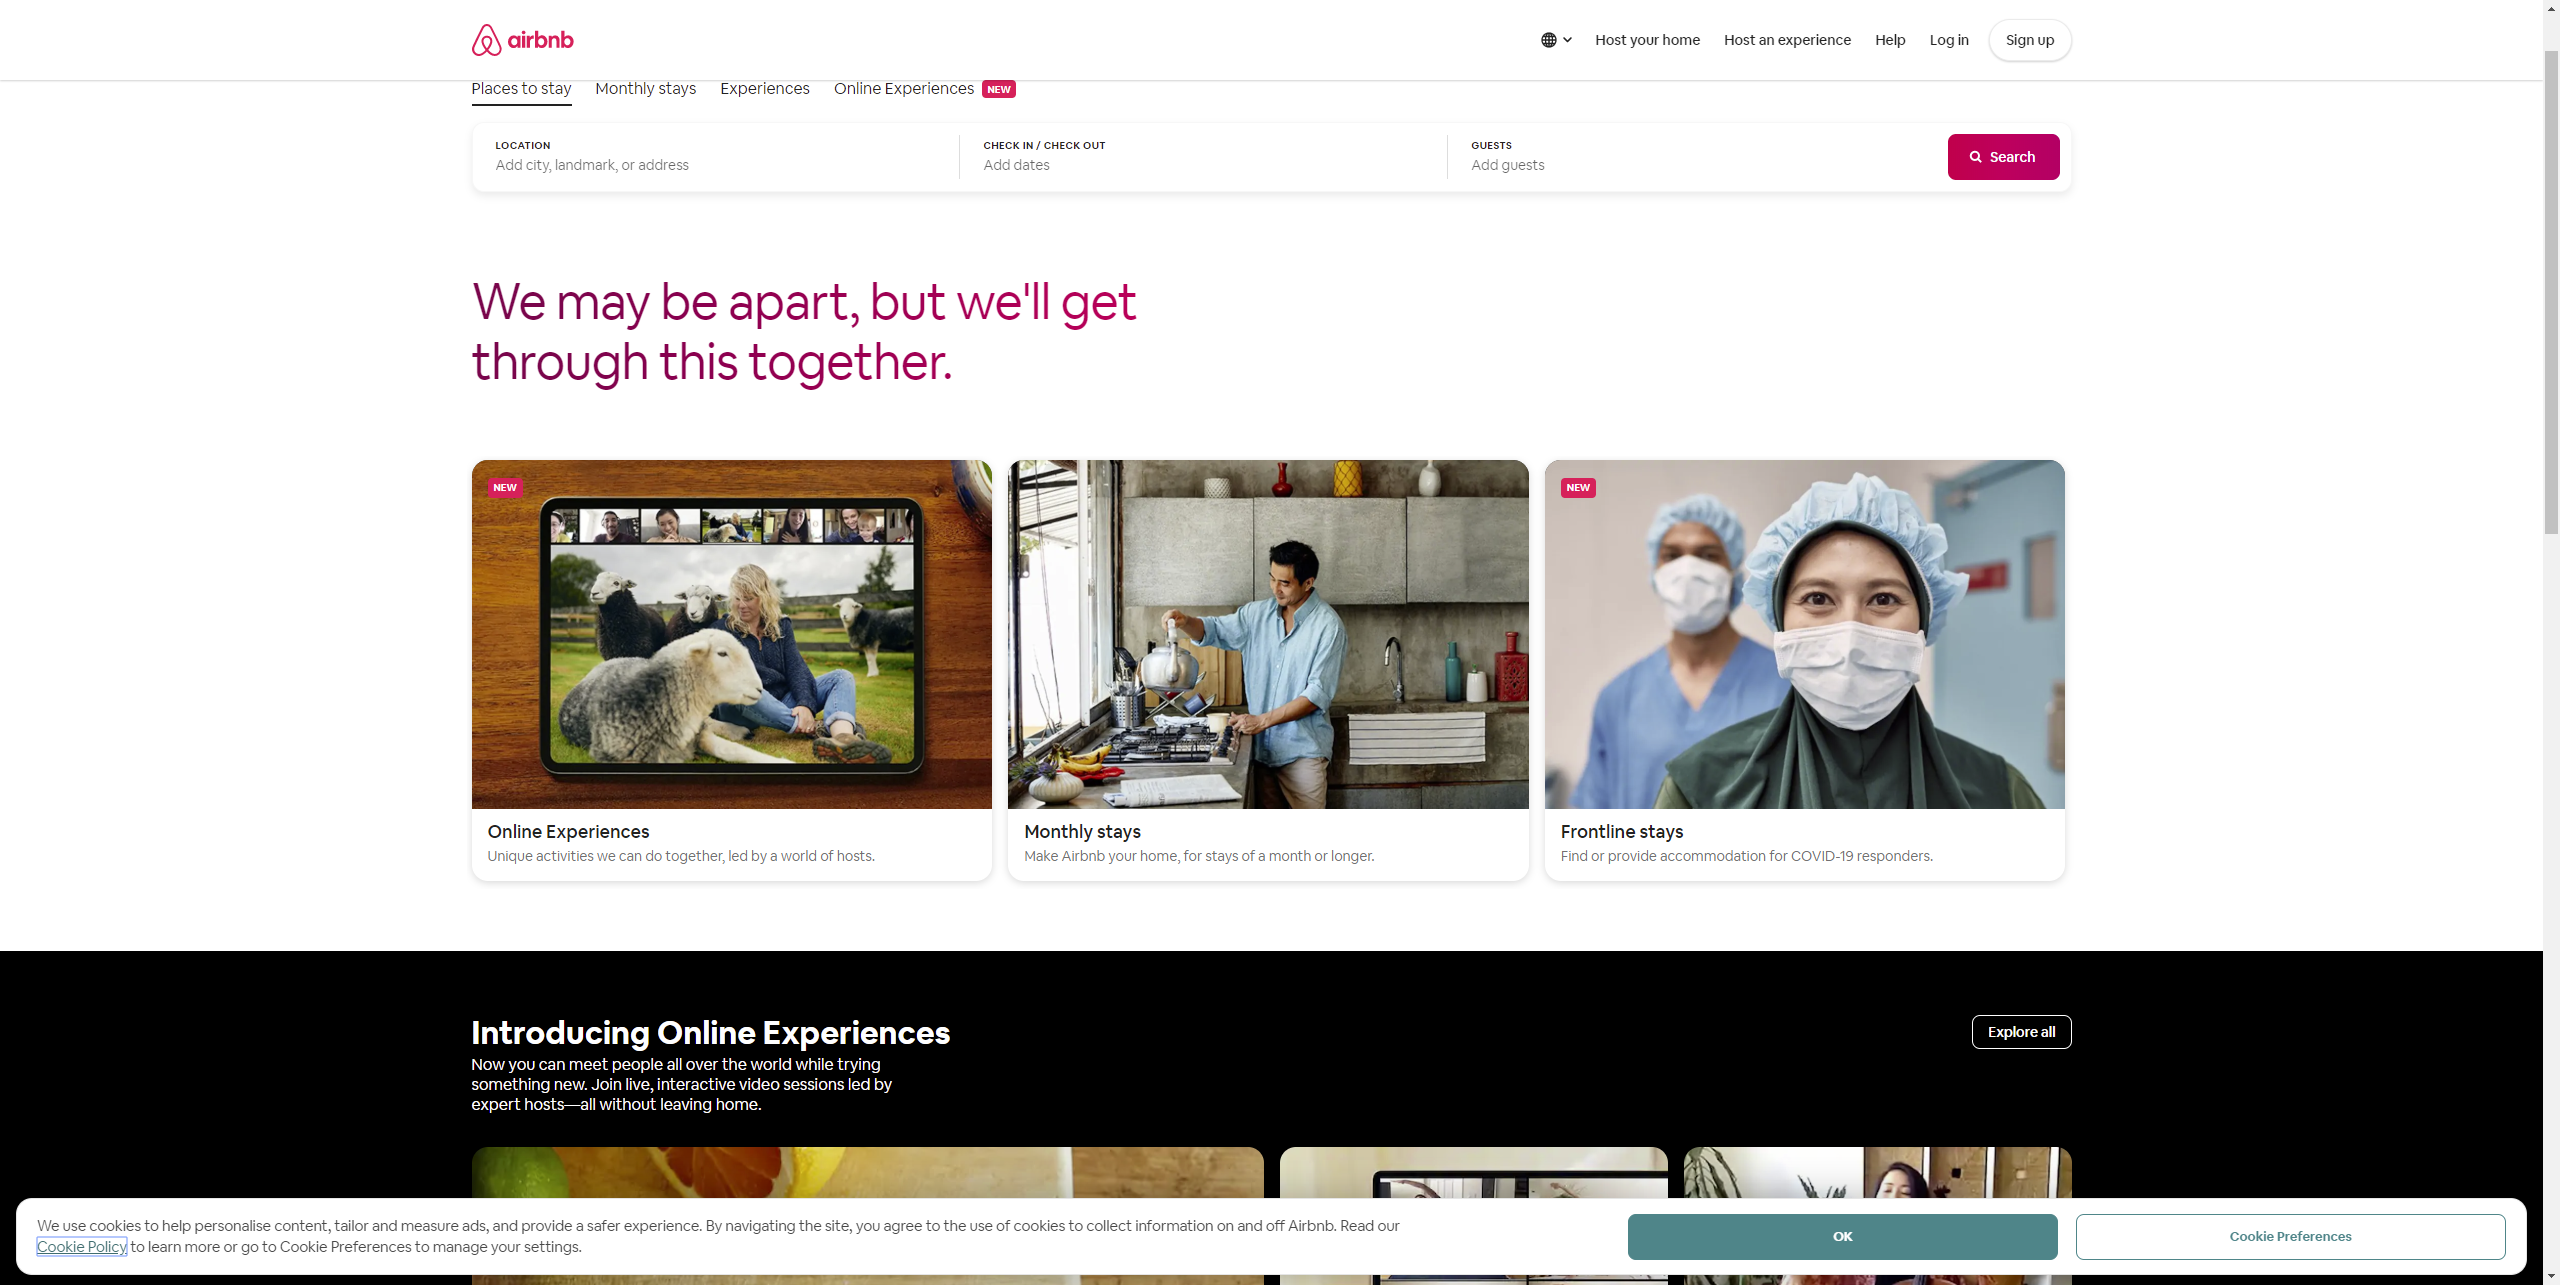 airbnb
Host your home
Host an experience
Help
Log in
Sign up
Places to stay
Monthly stays
Experiences
Online Experiences
NEW
LOCATION
Add city, landmark, or address
CHECK IN / CHECK OUT
Add dates
GUESTS
Add guests
Search
We may be apart, but we'll get
through this together.
NEW
Online Experiences
Unique activities we can do together, led by a world of hosts.
Monthly stays
Make Airbnb your home, for stays of a month or longer.
NEW
Frontline stays
Find or provide accommodation for COVID-19 responders.
Introducing Online Experiences
Now you can meet people all over the world while trying
something new. Join live, interactive video sessions led by
expert hosts—all without leaving home.
Explore all
We use cookies to help personalise content, tailor and measure ads, and provide a safer experience. By navigating the site, you agree to the use of cookies to collect information on and off Airbnb. Read our
Cookie Policy to learn more or go to Cookie Preferences to manage your settings.
OK
Cookie Preferences